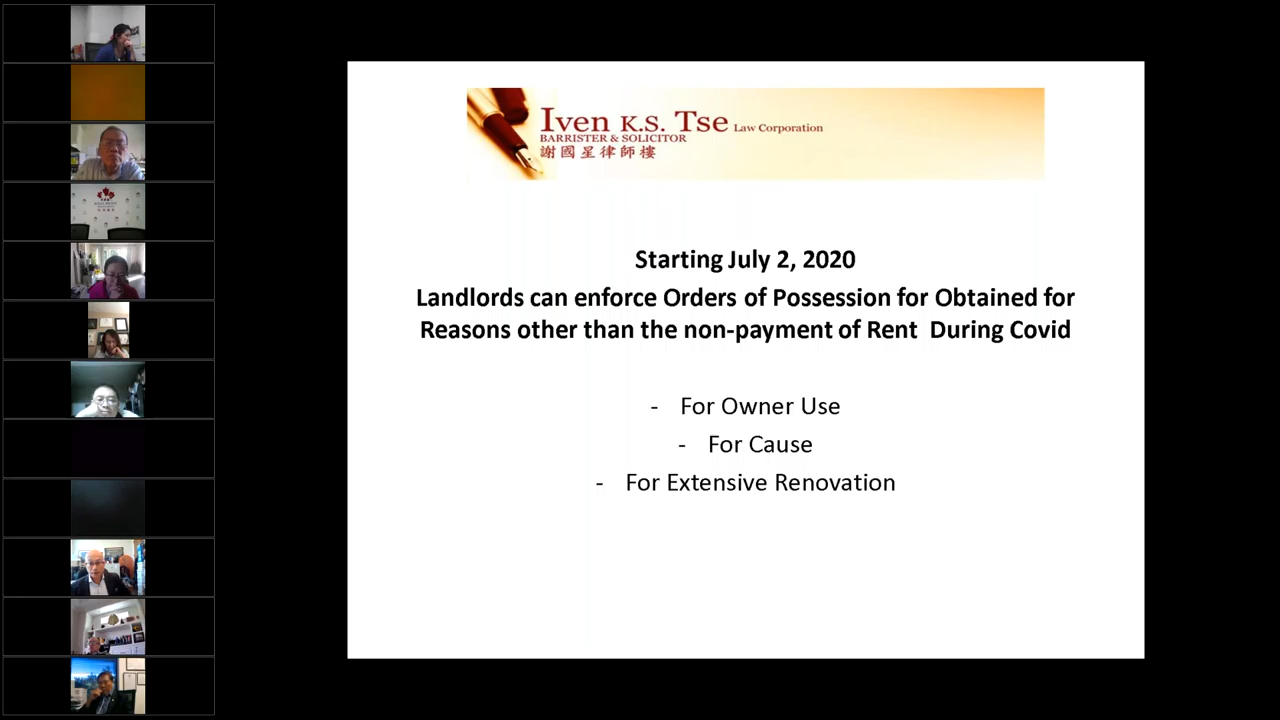 Iven K.S. Tse Law Corporation
BARRISTER & SOLICITOR
謝國星律師樓
Starting July 2, 2020
Landlords can enforce Orders of Possession for Obtained for
Reasons other than the non-payment of Rent During Covid
- For Owner Use
- For Cause
- For Extensive Renovation